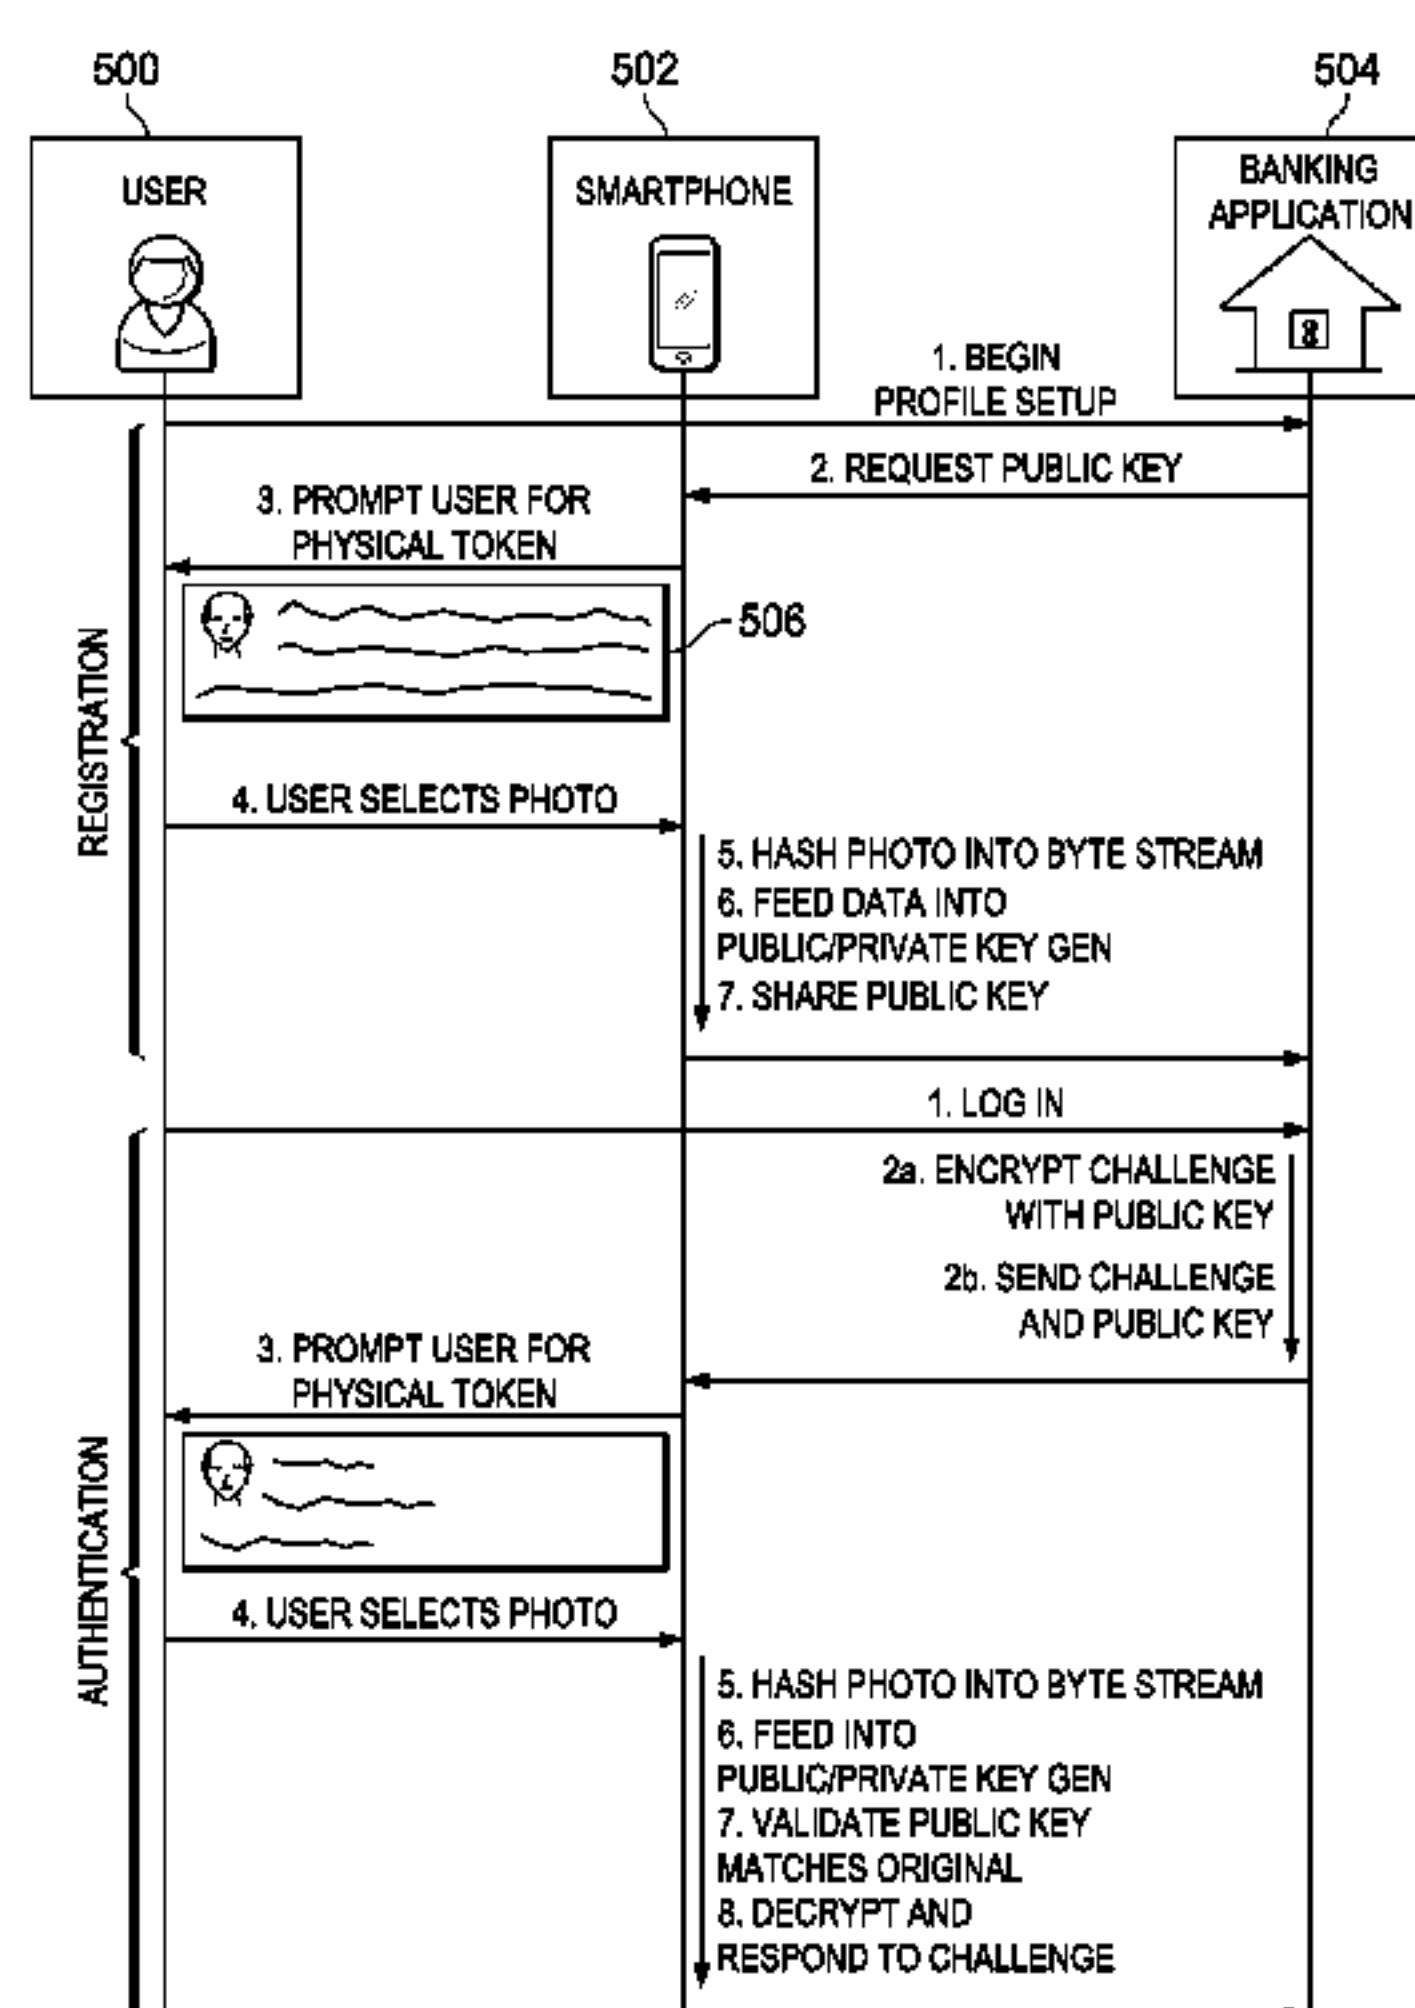 500
502
504
USER
SMARTPHONE
BANKING
APPLICATION
8
1. BEGIN
PROFILE SETUP
2. REQUEST PUBLIC KEY
3. PROMPT USER FOR
PHYSICAL TOKEN
506
REGISTRATION
4. USER SELECTS PHOTO
5. HASH PHOTO INTO BYTE STREAM
6. FEED DATA INTO
PUBLIC/PRIVATE KEY GEN
7. SHARE PUBLIC KEY
1. LOG IN
2a. ENCRYPT CHALLENGE
WITH PUBLIC KEY
2b. SEND CHALLENGE
AND PUBLIC KEY
3. PROMPT USER FOR
PHYSICAL TOKEN
AUTHENTICATION
4. USER SELECTS PHOTO
5. HASH PHOTO INTO BYTE STREAM
6. FEED INTO
PUBLIC/PRIVATE KEY GEN
7. VALIDATE PUBLIC KEY
MATCHES ORIGINAL
8. DECRYPT AND
RESPOND TO CHALLENGE